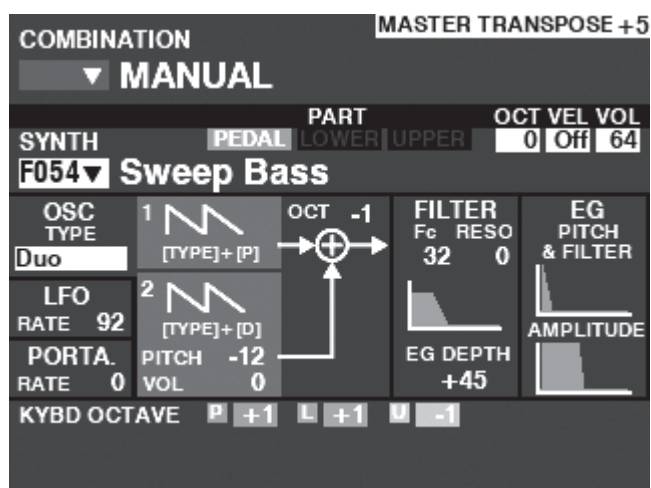 MASTER TRANSPOSE +5
COMBINATION
▼ MANUAL
PART OCT VEL VOL
SYNTH PEDAL LOWER UPPER 0 Off 64
F054▼ Sweep Bass
OSC TYPE
Duo
LFO
RATE 92
PORTA.
RATE 0
1
[TYPE]+[P]
2
[TYPE]+[D]
PITCH -12
VOL 0
OCT -1
FILTER
Fc RESO
32 0
EG DEPTH
+45
EG
PITCH
& FILTER
AMPLITUDE
KYBD OCTAVE P +1 L +1 U -1